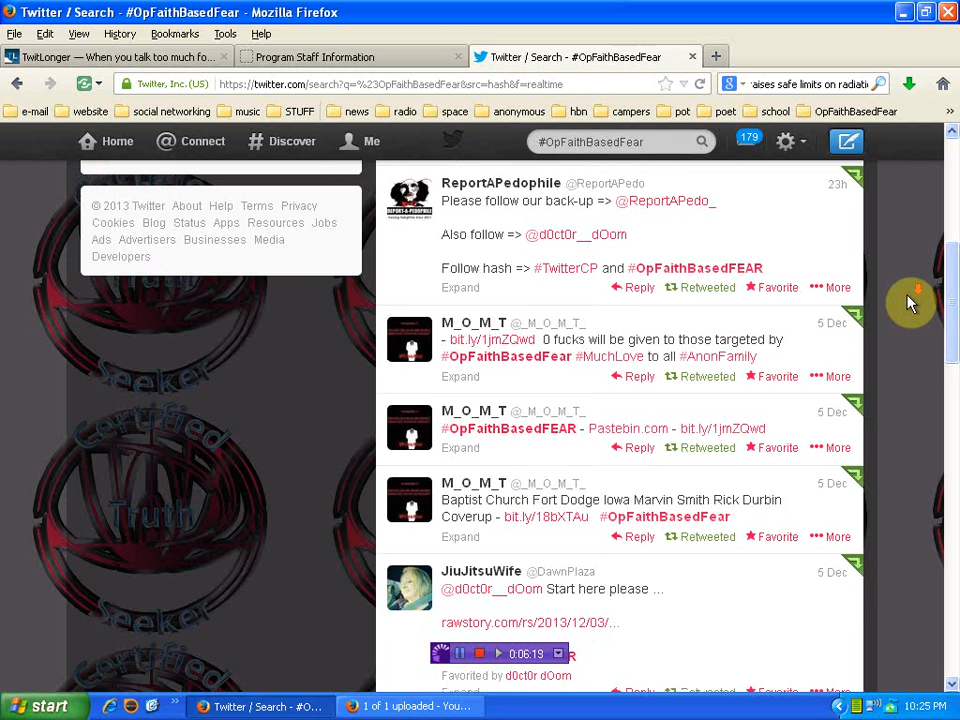 Twitter / Search - #OpFaithBasedFear - Mozilla Firefox
File Edit View History Bookmarks Tools Help
TwitLonger — When you talk too much fo...
Program Staff Information
Twitter / Search - #OpFaithBasedFear
Twitter, Inc. (US)
https://twitter.com/search?q=%23OpFaithBasedFear&src=hash&f=realtime
aises safe limits on radiati
e-mail website social networking music STUFF news radio space anonymous hbn campers pot poem school OpFaithBasedFear
Home Connect Discover Me
#OpFaithBasedFear
179
© 2013 Twitter About Help Terms Privacy
Cookies Blog Status Apps Resources Jobs
Ads Advertisers Businesses Media
Developers
ReportAPedophile @ReportAPedo 23h
Please follow our back-up => @ReportAPedo_
Also follow => @d0ct0r__dOom
Follow hash => #TwitterCP and #OpFaithBasedFEAR
Expand Reply Retweeted Favorite More
M_O_M_T @_M_O_M_T_ 5 Dec
- bit.ly/1jmZQwd 0 fucks will be given to those targeted by
#OpFaithBasedFear #MuchLove to all #AnonFamily
Expand Reply Retweeted Favorite More
M_O_M_T @_M_O_M_T_ 5 Dec
#OpFaithBasedFEAR - Pastebin.com - bit.ly/1jmZQwd
Expand Reply Retweeted Favorite More
M_O_M_T @_M_O_M_T_ 5 Dec
Baptist Church Fort Dodge Iowa Marvin Smith Rick Durbin
Coverup - bit.ly/18bXTAu #OpFaithBasedFear
Expand Reply Retweeted Favorite More
JiuJitsuWife @DawnPlaza 5 Dec
@d0ct0r__dOom Start here please ...
rawstory.com/rs/2013/12/03/...
0:06:19
Favorited by d0ct0r dOom
start
Twitter / Search - #O...
1 of 1 uploaded - You...
10:25 PM